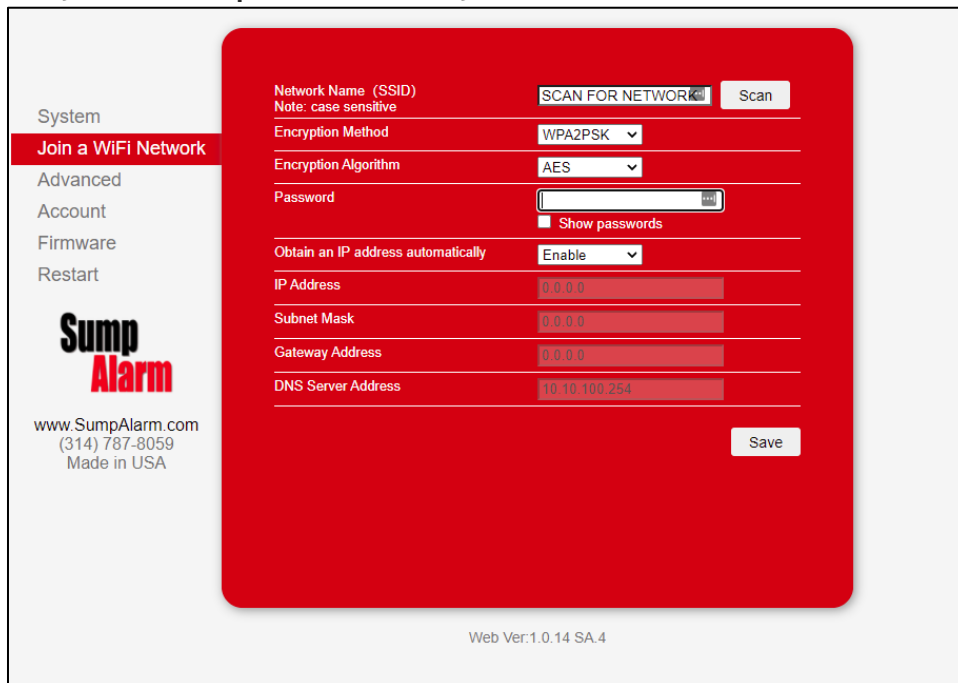 System
Join a WiFi Network
Advanced
Account
Firmware
Restart
Sump
Alarm
www.SumpAlarm.com
(314) 787-8059
Made in USA
Network Name (SSID)
Note: case sensitive
SCAN FOR NETWORK
Scan
Encryption Method
WPA2PSK
Encryption Algorithm
AES
Password
Show passwords
Obtain an IP address automatically
Enable
IP Address
0.0.0.0
Subnet Mask
0.0.0.0
Gateway Address
0.0.0.0
DNS Server Address
10.10.100.254
Save
Web Ver:1.0.14 SA.4